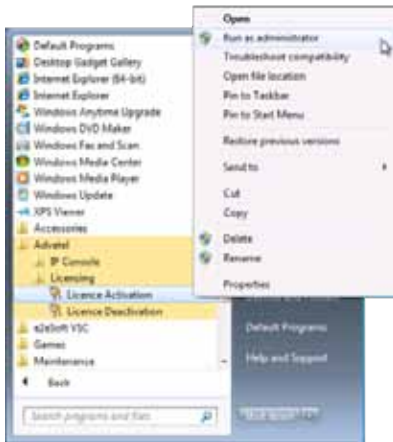 Default Programs
Desktop Gadget Gallery
Internet Explorer (64-bit)
Internet Explorer
Windows Anytime Upgrade
Windows DVD Maker
Windows Fax and Scan
Windows Media Center
Windows Media Player
Windows Update
XPS Viewer
Accessories
Advatel
IP Console
Licensing
Licence Activation
Licence Deactivation
e2eSoft VSC
Games
Maintenance
Back
Search programs and files
Open
Run as administrator
Troubleshoot compatibility
Open file location
Pin to Taskbar
Pin to Start Menu
Restore previous versions
Send to
Cut
Copy
Delete
Rename
Properties
Default Programs
Help and Support